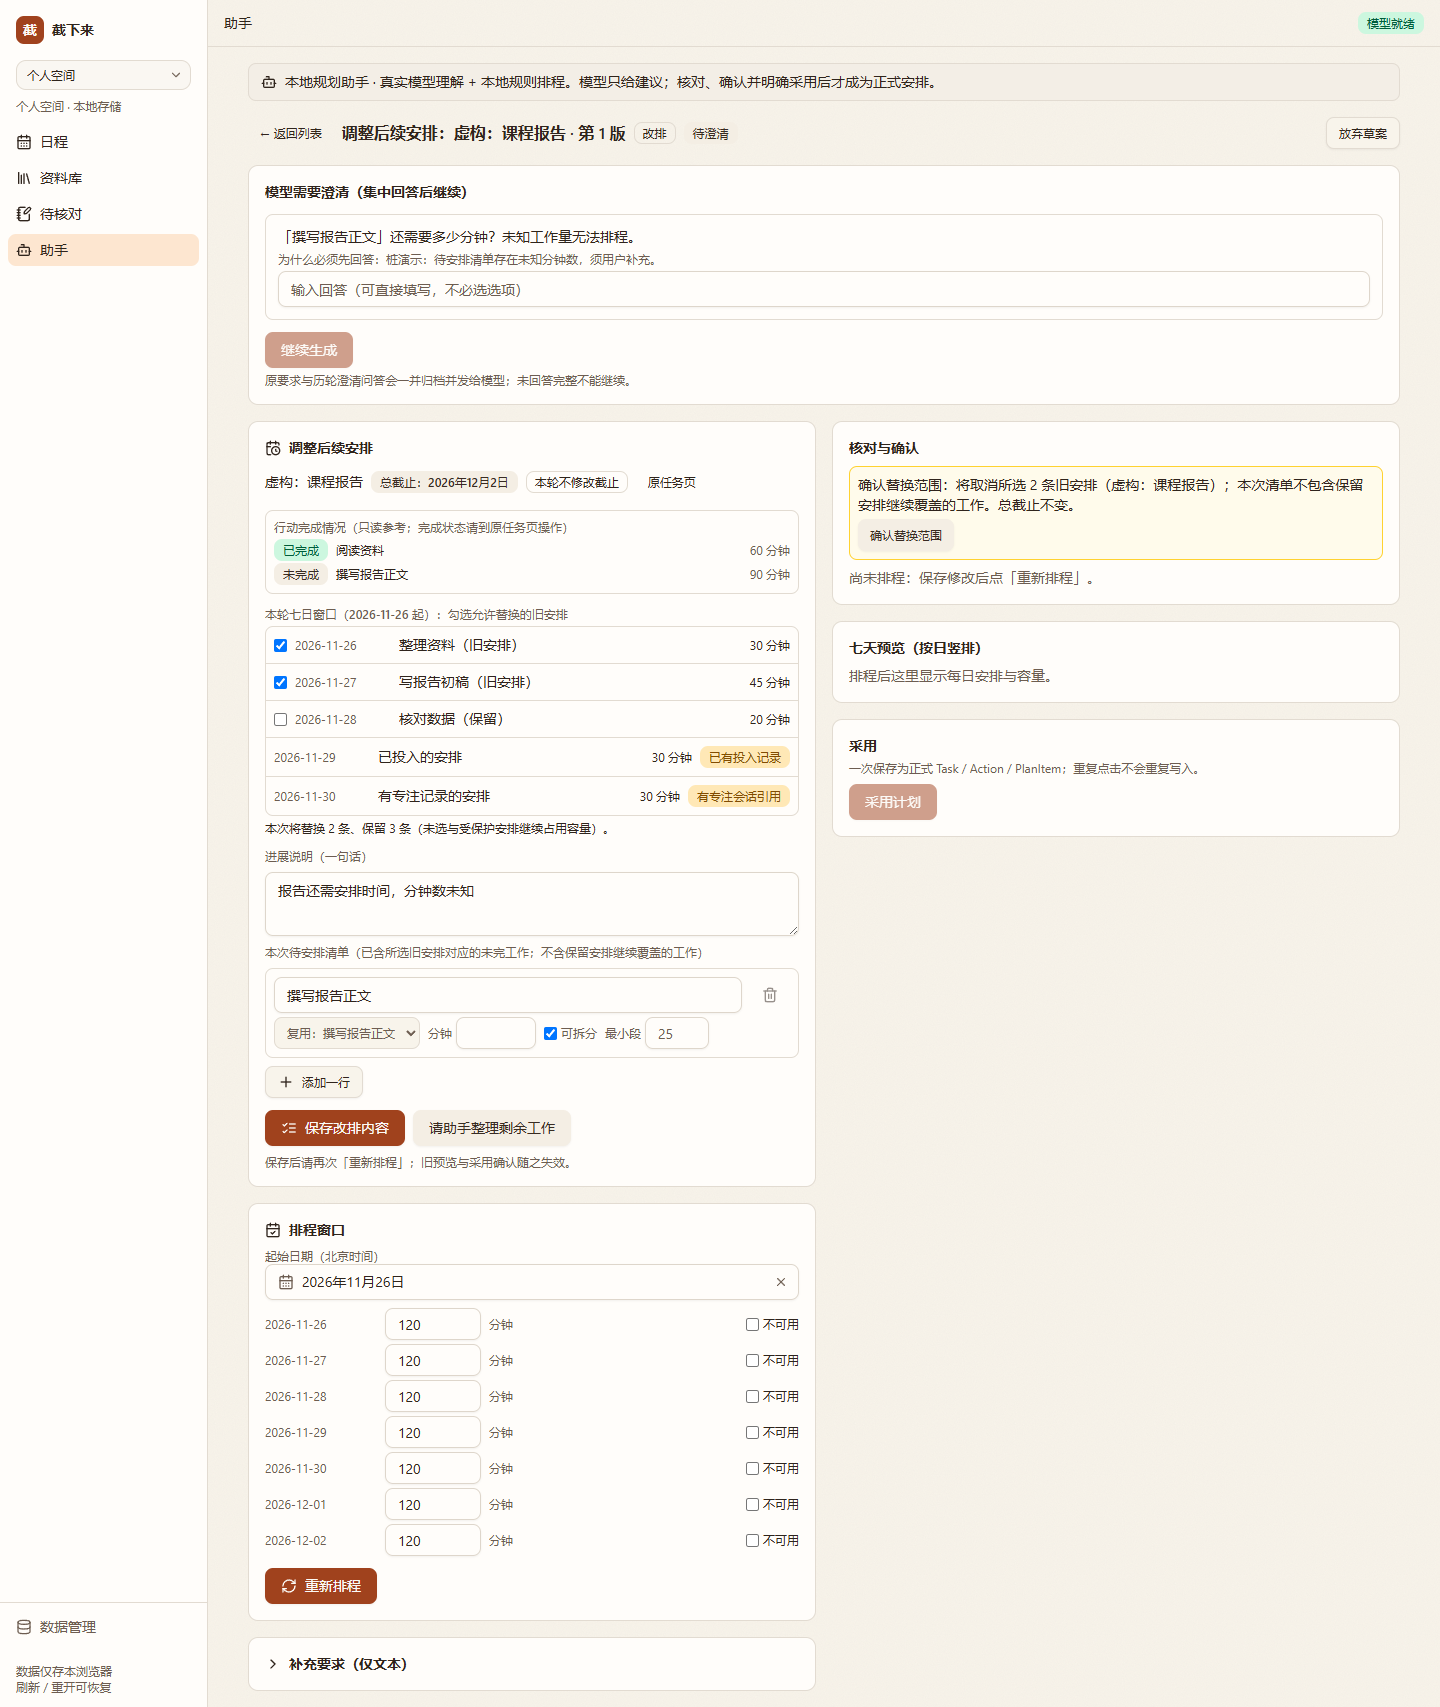 截 截下来
个人空间
个人空间 · 本地存储
日程
资料库
待核对
助手
数据管理
数据仅存本浏览器
刷新 / 重开可恢复
助手
模型就绪
本地规划助手 · 真实模型理解 + 本地规则排程。模型只给建议；核对、确认并明确采用后才成为正式安排。
← 返回列表 调整后续安排：虚构：课程报告 · 第 1 版 改排 待澄清 放弃草案
模型需要澄清（集中回答后继续）
「撰写报告正文」还需要多少分钟？未知工作量无法排程。
为什么必须先回答：桩演示：待安排清单存在未知分钟数，须用户补充。
输入回答（可直接填写，不必选选项）
继续生成
原要求与历轮澄清问答会一并归档并发给模型；未回答完整不能继续。
调整后续安排
虚构：课程报告 总截止：2026年12月2日 本轮不修改截止 原任务页
行动完成情况（只读参考；完成状态请到原任务页操作）
已完成 阅读资料 60 分钟
未完成 撰写报告正文 90 分钟
本轮七日窗口（2026-11-26 起）：勾选允许替换的旧安排
2026-11-26 整理资料（旧安排） 30 分钟
2026-11-27 写报告初稿（旧安排） 45 分钟
2026-11-28 核对数据（保留） 20 分钟
2026-11-29 已投入的安排 30 分钟 已有投入记录
2026-11-30 有专注记录的安排 30 分钟 有专注会话引用
本次将替换 2 条、保留 3 条（未选与受保护安排继续占用容量）。
进展说明（一句话）
报告还需安排时间，分钟数未知
本次待安排清单（已含所选旧安排对应的未完工作；不含保留安排继续覆盖的工作）
撰写报告正文
复用：撰写报告正文 分钟 可拆分 最小段 25
添加一行
保存改排内容 请助手整理剩余工作
保存后请再次「重新排程」；旧预览与采用确认随之失效。
排程窗口
起始日期（北京时间）
2026年11月26日
2026-11-26 120 分钟 不可用
2026-11-27 120 分钟 不可用
2026-11-28 120 分钟 不可用
2026-11-29 120 分钟 不可用
2026-11-30 120 分钟 不可用
2026-12-01 120 分钟 不可用
2026-12-02 120 分钟 不可用
重新排程
补充要求（仅文本）
核对与确认
确认替换范围：将取消所选 2 条旧安排（虚构：课程报告）；本次清单不包含保留
安排继续覆盖的工作。总截止不变。
确认替换范围
尚未排程：保存修改后点「重新排程」。
七天预览（按日竖排）
排程后这里显示每日安排与容量。
采用
一次保存为正式 Task / Action / PlanItem；重复点击不会重复写入。
采用计划